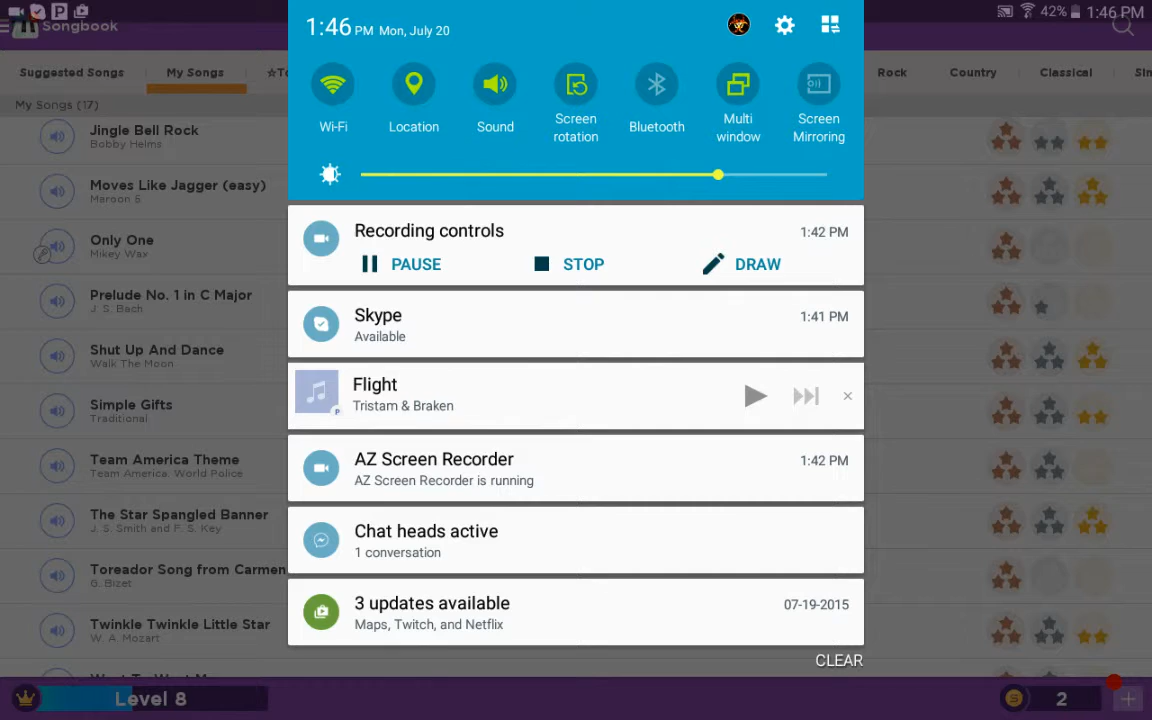 42% 1:46 PM
Songbook
1:46 PM Mon, July 20
Wi-Fi
Location
Sound
Screen rotation
Bluetooth
Multi window
Screen Mirroring
Suggested Songs
My Songs
Rock
Country
Classical
My Songs (17)
Jingle Bell Rock
Bobby Helms
Moves Like Jagger (easy)
Maroon 5
Only One
Mikey Wax
Prelude No. 1 in C Major
J. S. Bach
Shut Up And Dance
Walk The Moon
Simple Gifts
Traditional
Team America Theme
Team America: World Police
The Star Spangled Banner
J. S. Smith and F. S. Key
Toreador Song from Carmen
G. Bizet
Twinkle Twinkle Little Star
W. A. Mozart
Recording controls
1:42 PM
PAUSE
STOP
DRAW
Skype
1:41 PM
Available
Flight
Tristam & Braken
AZ Screen Recorder
1:42 PM
AZ Screen Recorder is running
Chat heads active
1 conversation
3 updates available
07-19-2015
Maps, Twitch, and Netflix
CLEAR
Level 8
S
2